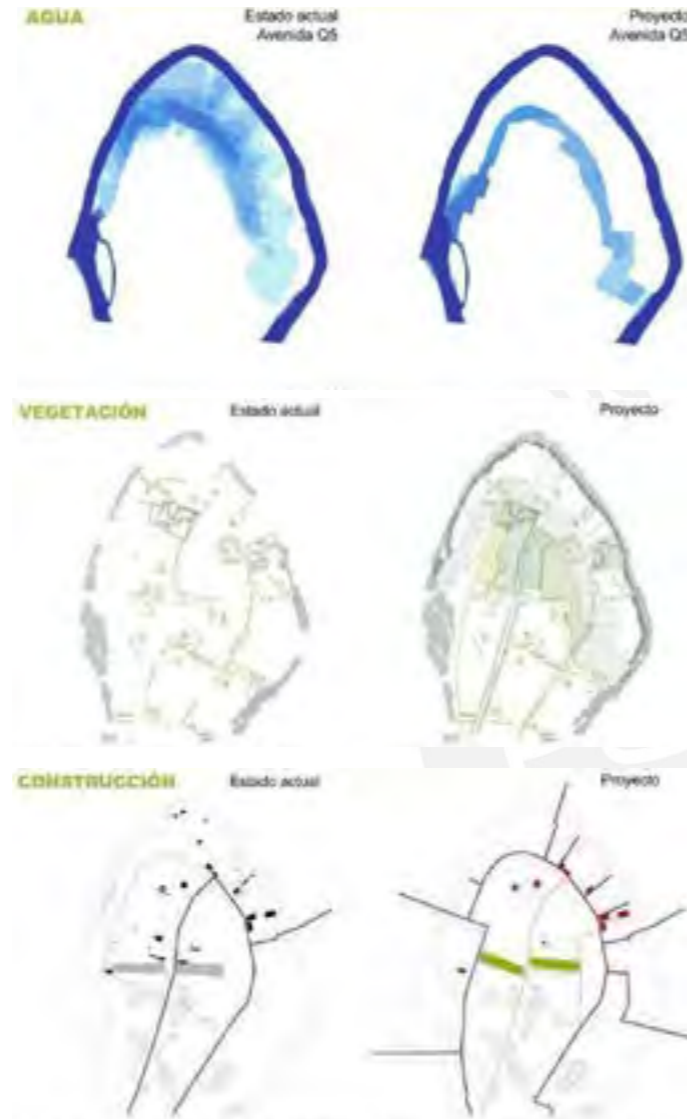 AGUA
Estado actual
Avenida Q5
Proyecto
Avenida Q5
VEGETACIÓN
Estado actual
Proyecto
CONSTRUCCIÓN
Estado actual
Proyecto